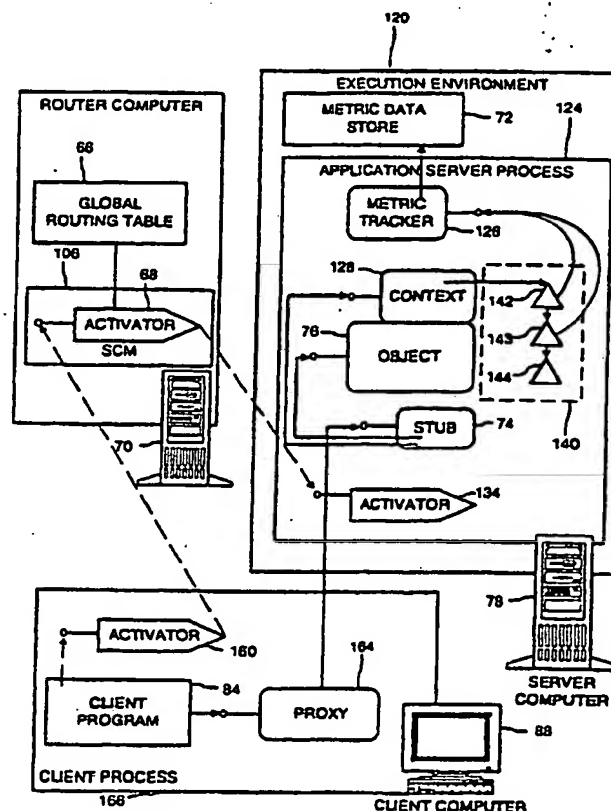 120
EXECUTION ENVIRONMENT
METRIC DATA
STORE
72
124
APPLICATION SERVER PROCESS
METRIC
TRACKER
126
128
CONTEXT
142
76
OBJECT
143
144
STUB
74
140
ACTIVATOR
134
78
SERVER
COMPUTER
ROUTER COMPUTER
66
GLOBAL
ROUTING TABLE
106
68
ACTIVATOR
SCM
70
ACTIVATOR
160
164
84
CLIENT
PROGRAM
PROXY
88
CLIENT PROCESS
166
CLIENT COMPUTER